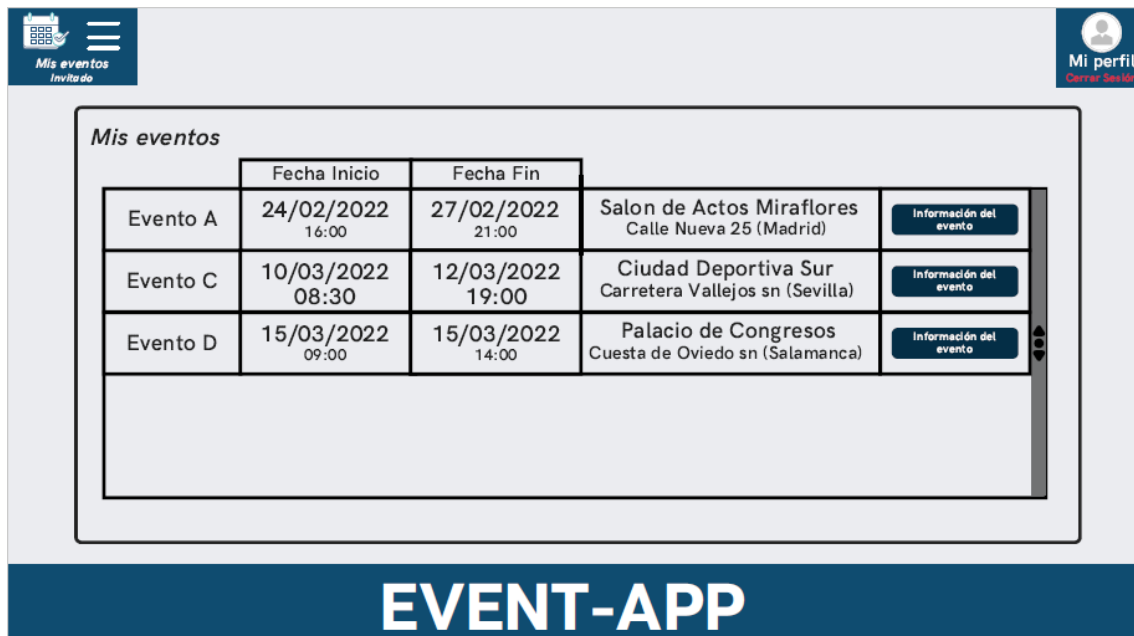 Mis eventos
Invitado
Mi perfil
Cerrar Sesión
Mis eventos
Fecha Inicio Fecha Fin
Evento A 24/02/2022 27/02/2022 Salon de Actos Miraflores Información del
16:00 21:00 Calle Nueva 25 (Madrid) evento
Evento C 10/03/2022 12/03/2022 Ciudad Deportiva Sur Información del
08:30 19:00 Carretera Vallejos sn (Sevilla) evento
Evento D 15/03/2022 15/03/2022 Palacio de Congresos Información del
09:00 14:00 Cuesta de Oviedo sn (Salamanca) evento
EVENT-APP